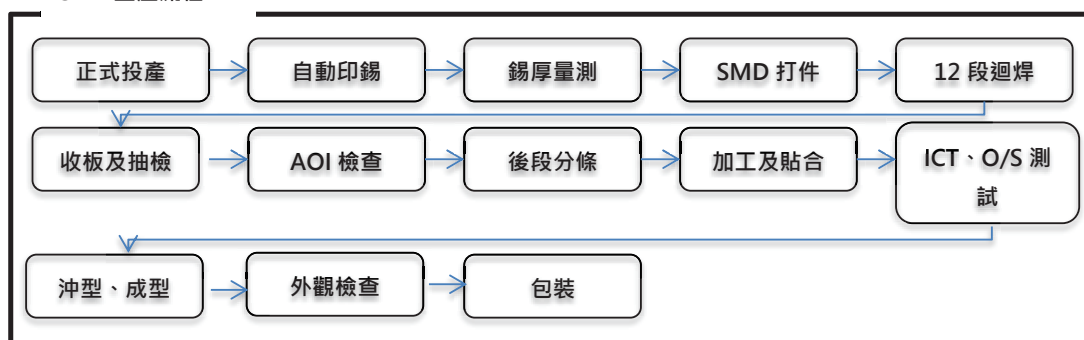 正式投產
自動印錫
錫厚量測
SMD 打件
12 段迴焊
收板及抽檢
AOI 檢查
後段分條
加工及貼合
ICT、O/S 測
試
沖型、成型
外觀檢查
包裝